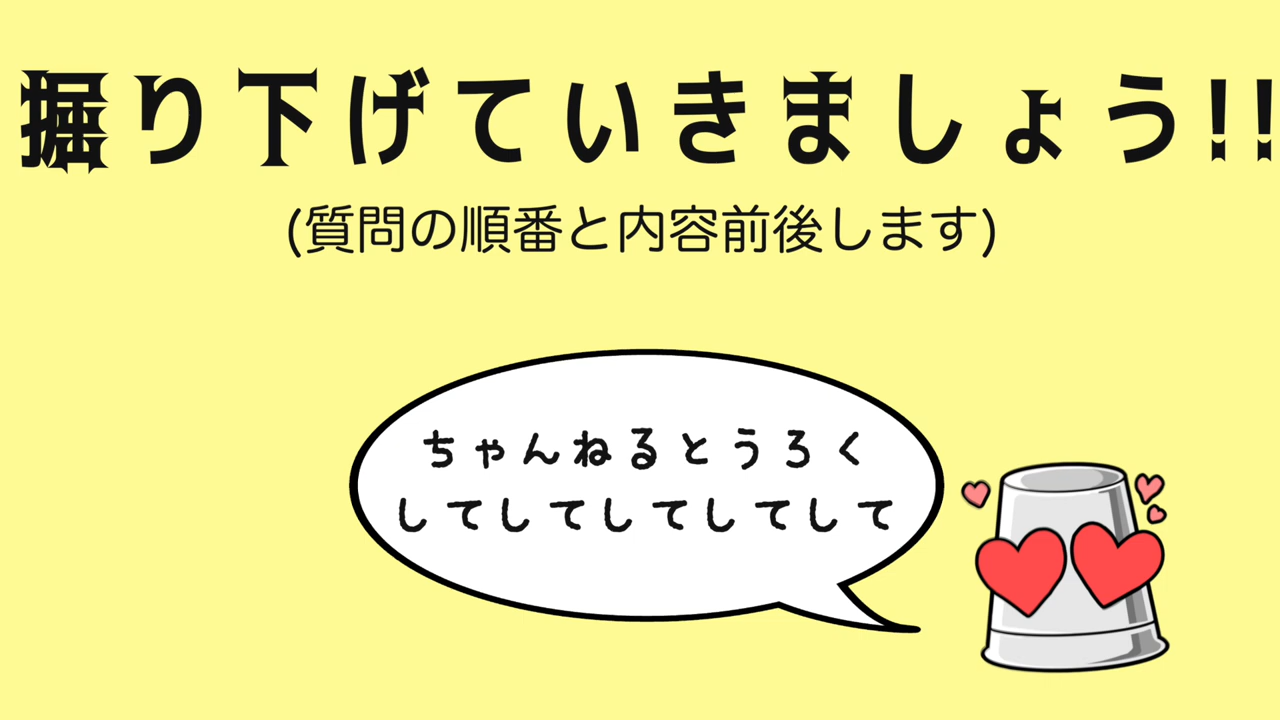 掘り下げていきましょう!!
(質問の順番と内容前後します)
ちゃんねるとうろく
してしてしてしてして